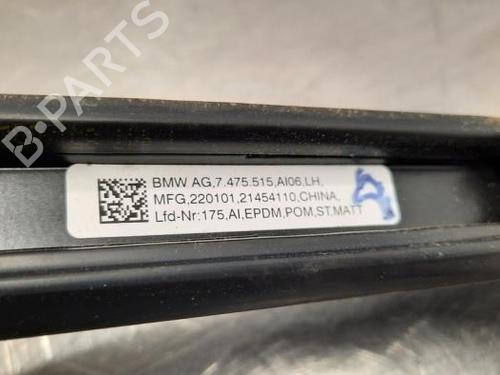 B-PARTS
BMW AG,7.475.515,AI06,LH,
MFG,220101,21454110,CHINA,
Lfd-Nr:175,AI,EPDM,POM,ST,MATT